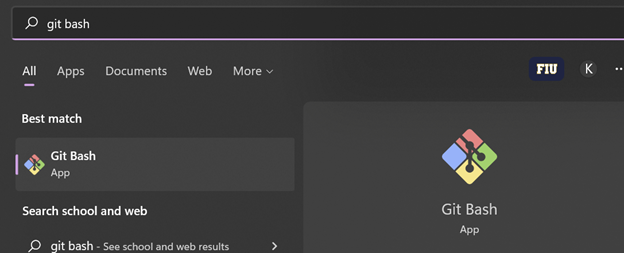 git bash
All Apps Documents Web More FIU K
Best match
Git Bash
App
Git Bash
App
Search school and web
git bash - See school and web results